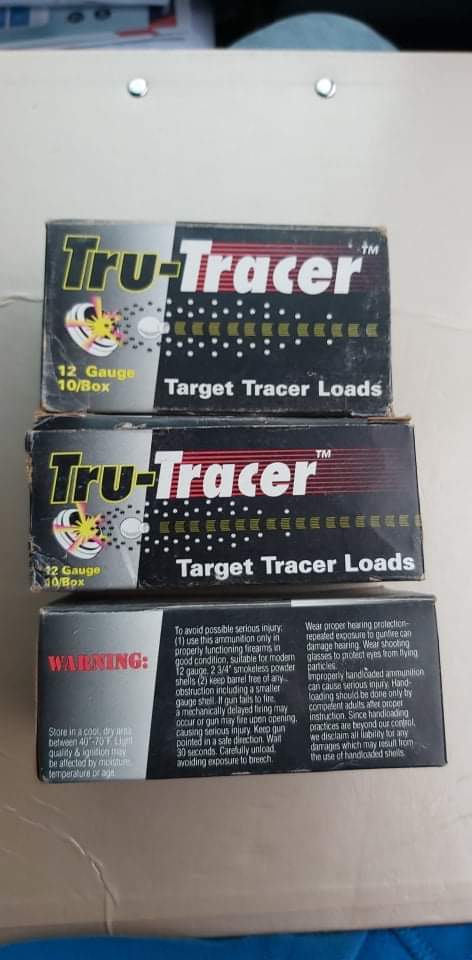 Tru-Tracer™
12 Gauge
10/Box
Target Tracer Loads
Tru-Tracer™
12 Gauge
10/Box
Target Tracer Loads
WARNING:
Store in a cool, dry area
between 40°-70°F. Light
quality & ignition may
be affected by moisture,
temperature or age.
To avoid possible serious injury:
(1) use this ammunition only in
properly functioning firearms in
good condition, suitable for modern
12 gauge, 2 3/4" smokeless powder
shells (2) keep barrel free of any
obstruction including a smaller
gauge shell. If gun fails to fire,
a mechanically delayed firing may
occur or gun may fire upon opening,
causing serious injury. Keep gun
pointed in a safe direction. Wait
30 seconds. Carefully unload,
avoiding exposure to breech.
Wear proper hearing protection-
repeated exposure to gunfire can
damage hearing. Wear shooting
glasses to protect eyes from flying
particles.
Improperly handloaded ammunition
can cause serious injury. Hand-
loading should be done only by
competent adults after proper
instruction. Since handloading
practices are beyond our control,
we disclaim all liability for any
damages which may result from
the use of handloaded shells.